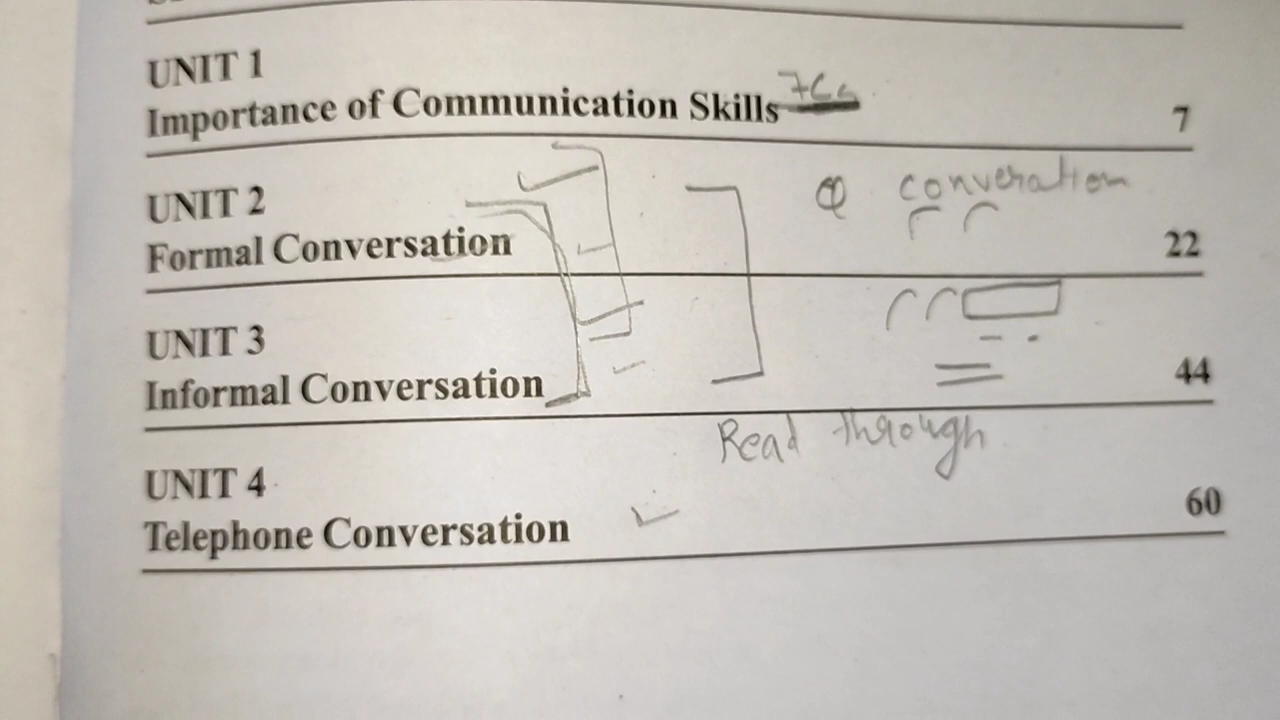 UNIT 1
Importance of Communication Skills 7Cs 7
UNIT 2
Q converation
Formal Conversation 22
UNIT 3
Informal Conversation 44
Read through
UNIT 4
Telephone Conversation 60